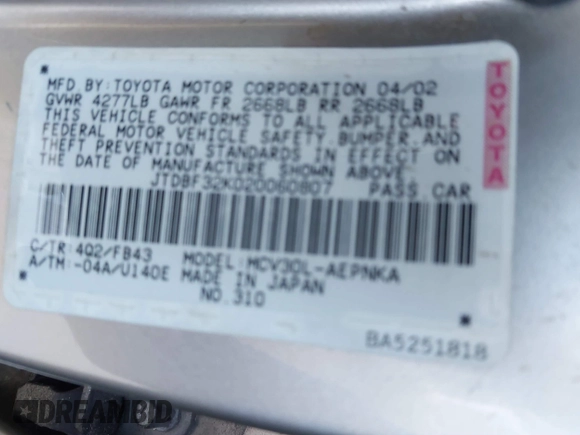 MFD.BY:TOYOTA MOTOR CORPORATION 04/02
GVWR 4277LB GAWR FR 2668LB RR 2668LB
THIS VEHICLE CONFORMS TO ALL APPLICABLE
FEDERAL MOTOR VEHICLE SAFETY,BUMPER,AND
THEFT PREVENTION STANDARDS IN EFFECT ON
THE DATE OF MANUFACTURE SHOWN ABOVE.
JTDBF32K020060807 PASS.CAR
C/TR:4Q2/FB43 MODEL:MCV30L-AEPNKA
A/TM:-04A/U140E MADE IN JAPAN
NO.310
BA5251818
TOYOTA
DREAMBID